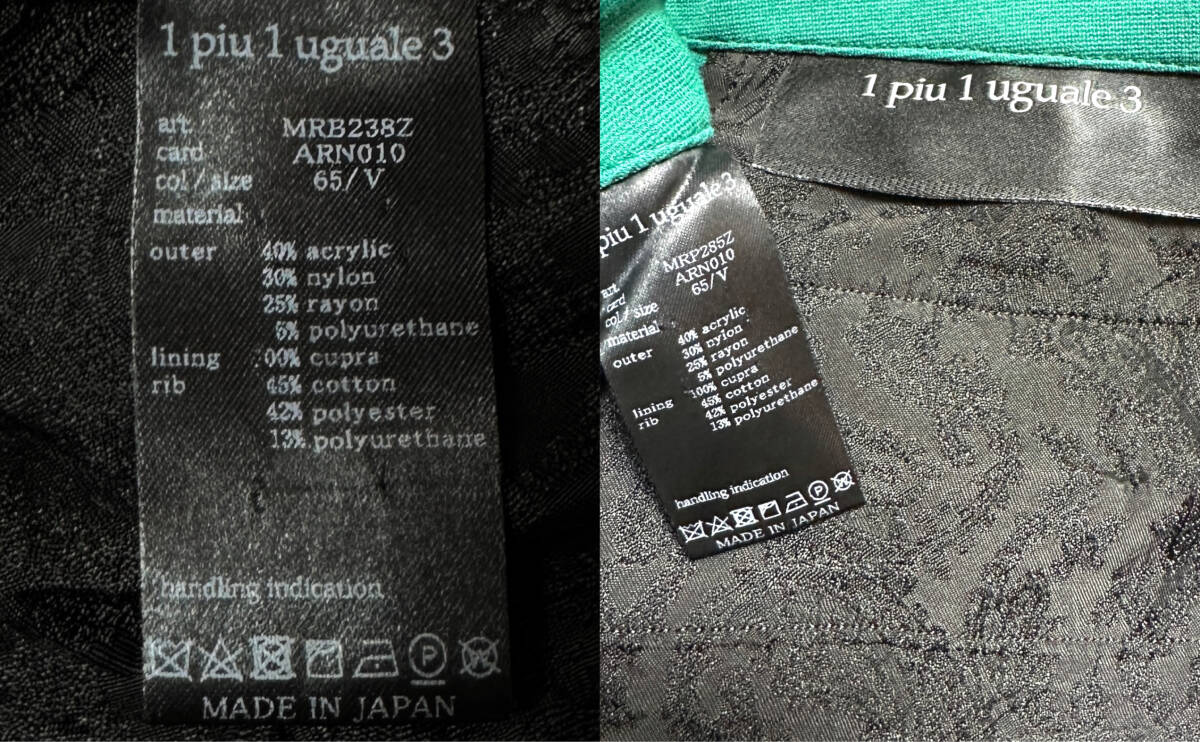 1 piu 1 uguale 3
art. MRB238Z
card ARN010
col / size 65/V
material
outer 40% acrylic
30% nylon
25% rayon
5% polyurethane
lining 00% cupra
rib 45% cotton
42% polyester
13% polyurethane
handling indication
P W
MADE IN JAPAN
1 piu 1 uguale 3
piu 1 uguale 3
art. MRP285Z
card ARN010
col / size 65/V
material
outer 40% acrylic
30% nylon
25% rayon
5% polyurethane
lining 100% cupra
rib 45% cotton
42% polyester
13% polyurethane
handling indication
P W
MADE IN JAPAN